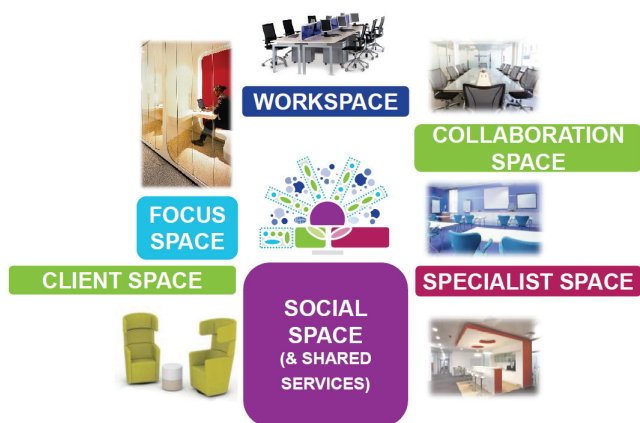 WORKSPACE
COLLABORATION
SPACE
FOCUS
SPACE
CLIENT SPACE
SOCIAL
SPACE
(& SHARED
SERVICES)
SPECIALIST SPACE